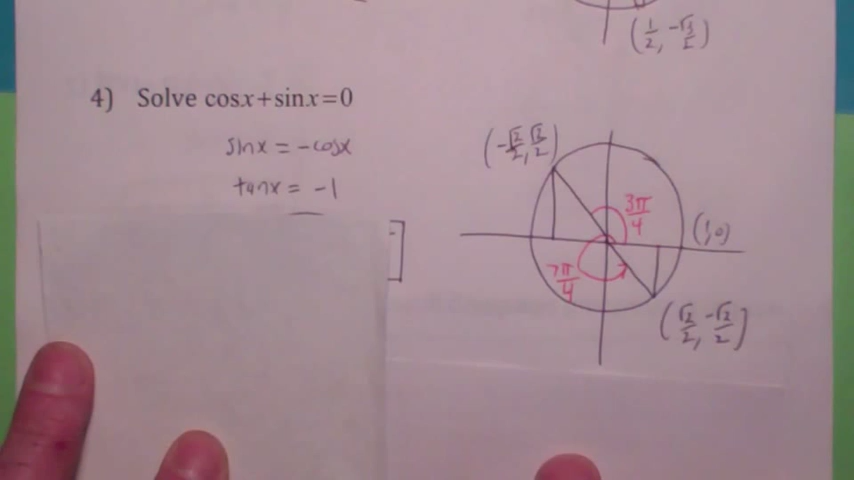 (1/2, -√3/2)
4) Solve cosx+sinx=0
sinx = -cosx
tanx = -1
(-√2/2, √2/2)
3π/4
(1,0)
7π/4
(√2/2, -√2/2)